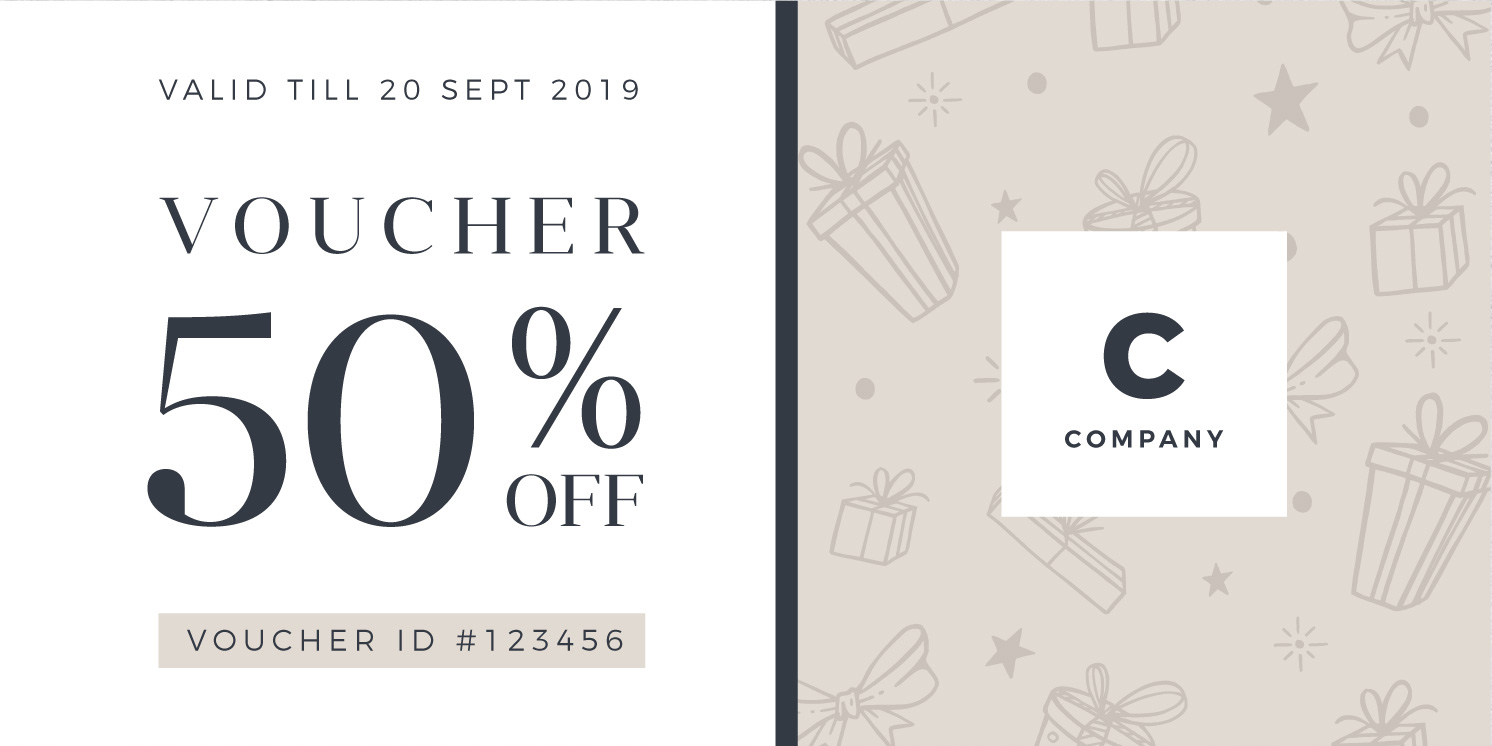 VALID TILL 20 SEPT 2019
VOUCHER
50%
OFF
VOUCHER ID #123456
C
COMPANY